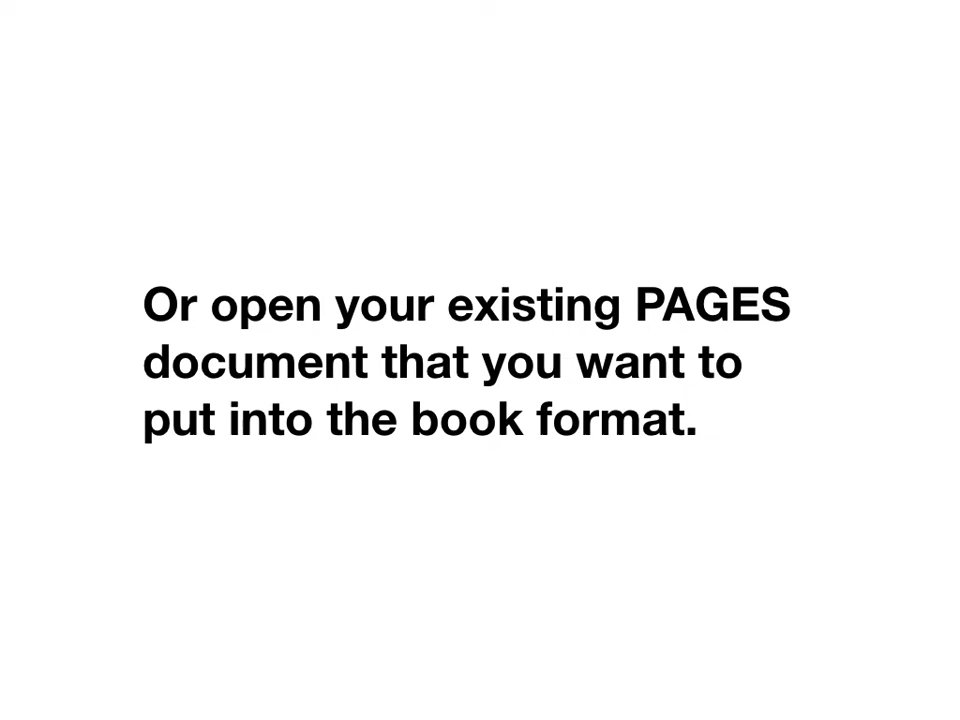 Or open your existing PAGES
document that you want to
put into the book format.